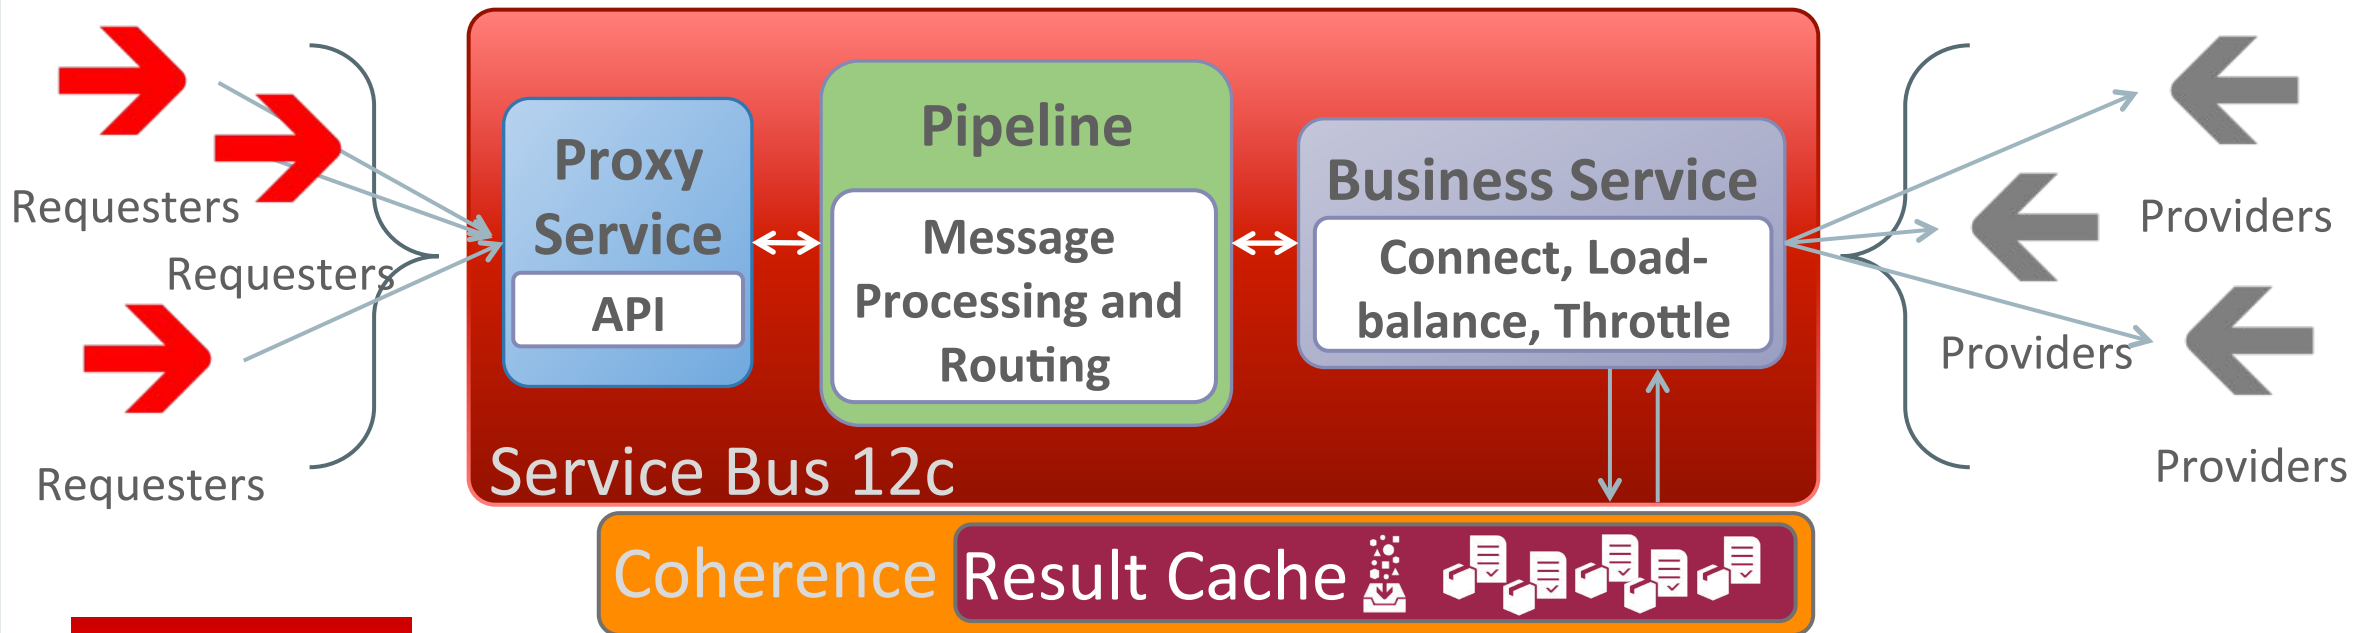 Requesters
Requesters
Requesters
Proxy
Service
API
Pipeline
Message
Processing and
Routing
Business Service
Connect, Load-
balance, Throttle
Service Bus 12c
Coherence
Result Cache
Providers
Providers
Providers